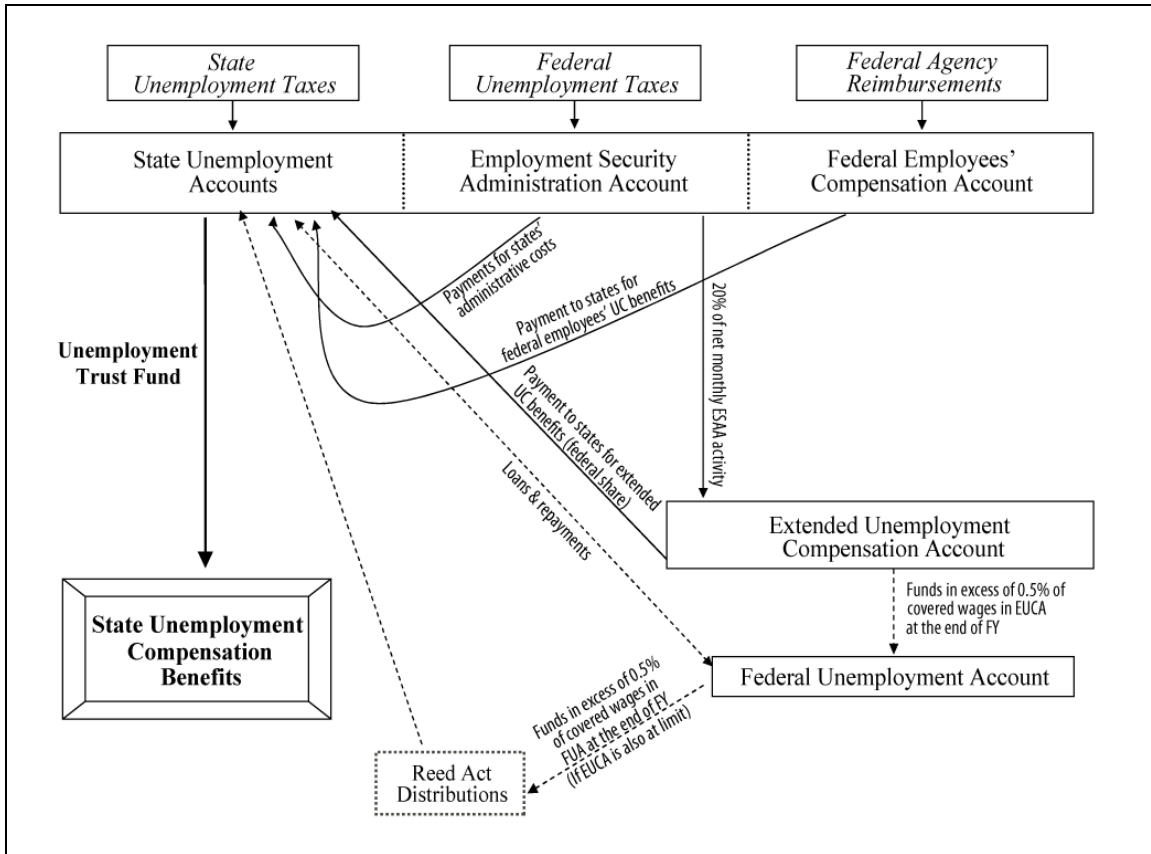 State
Unemployment Taxes
Federal
Unemployment Taxes
Federal Agency
Reimbursements
State Unemployment
Accounts
Employment Security
Administration Account
Federal Employees’
Compensation Account
Payments for states’
administrative costs
Payment to states for
federal employees’ UC benefits
20% of net monthly ESAA activity
Unemployment
Trust Fund
Payment to states for extended
UC benefits (federal share)
Loans & repayments
Extended Unemployment
Compensation Account
Funds in excess of 0.5% of
covered wages in EUCA
at the end of FY
State Unemployment
Compensation
Benefits
Federal Unemployment Account
Funds in excess of 0.5%
of covered wages in
FUA at the end of FY
(If EUCA is also at limit)
Reed Act
Distributions